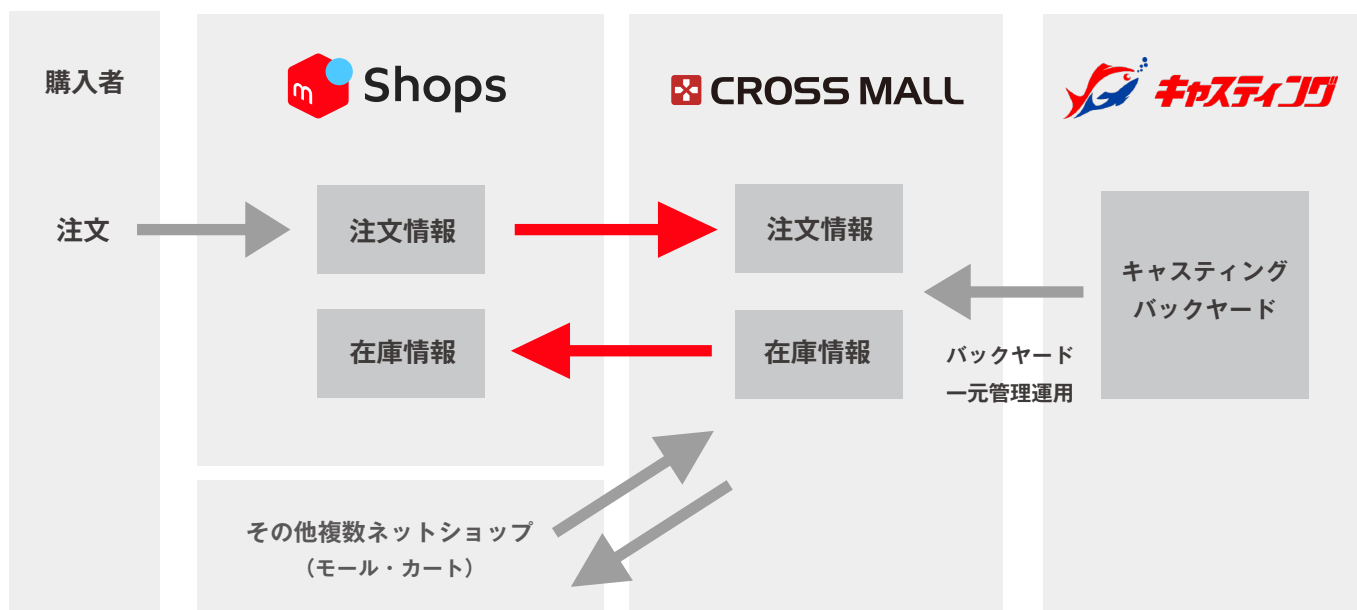 購入者
m Shops
CROSS MALL
キャスティング
注文
注文情報
注文情報
キャスティング
バックヤード
在庫情報
在庫情報
バックヤード
一元管理運用
その他複数ネットショップ
（モール・カート）